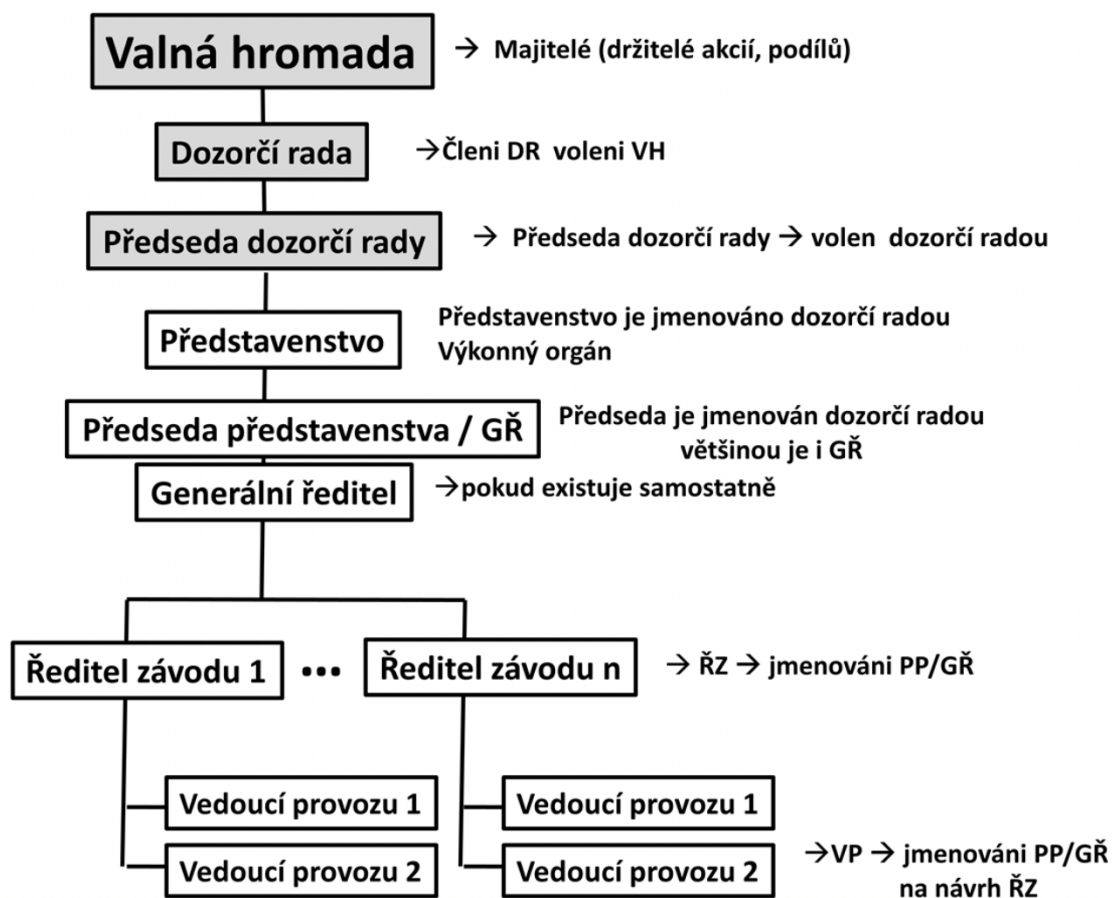 Valná hromada → Majitelé (držitelé akcií, podílů)
Dozorčí rada →Členi DR voleni VH
Předseda dozorčí rady → Předseda dozorčí rady → volen dozorčí radou
Představenstvo
Představenstvo je jmenováno dozorčí radou
Výkonný orgán
Předseda představenstva / GŘ
Předseda je jmenován dozorčí radou
většinou je i GŘ
Generální ředitel →pokud existuje samostatně
Ředitel závodu 1 ... Ředitel závodu n → ŘZ → jmenováni PP/GŘ
Vedoucí provozu 1 Vedoucí provozu 1
Vedoucí provozu 2 Vedoucí provozu 2
→VP → jmenováni PP/GŘ
na návrh ŘZ